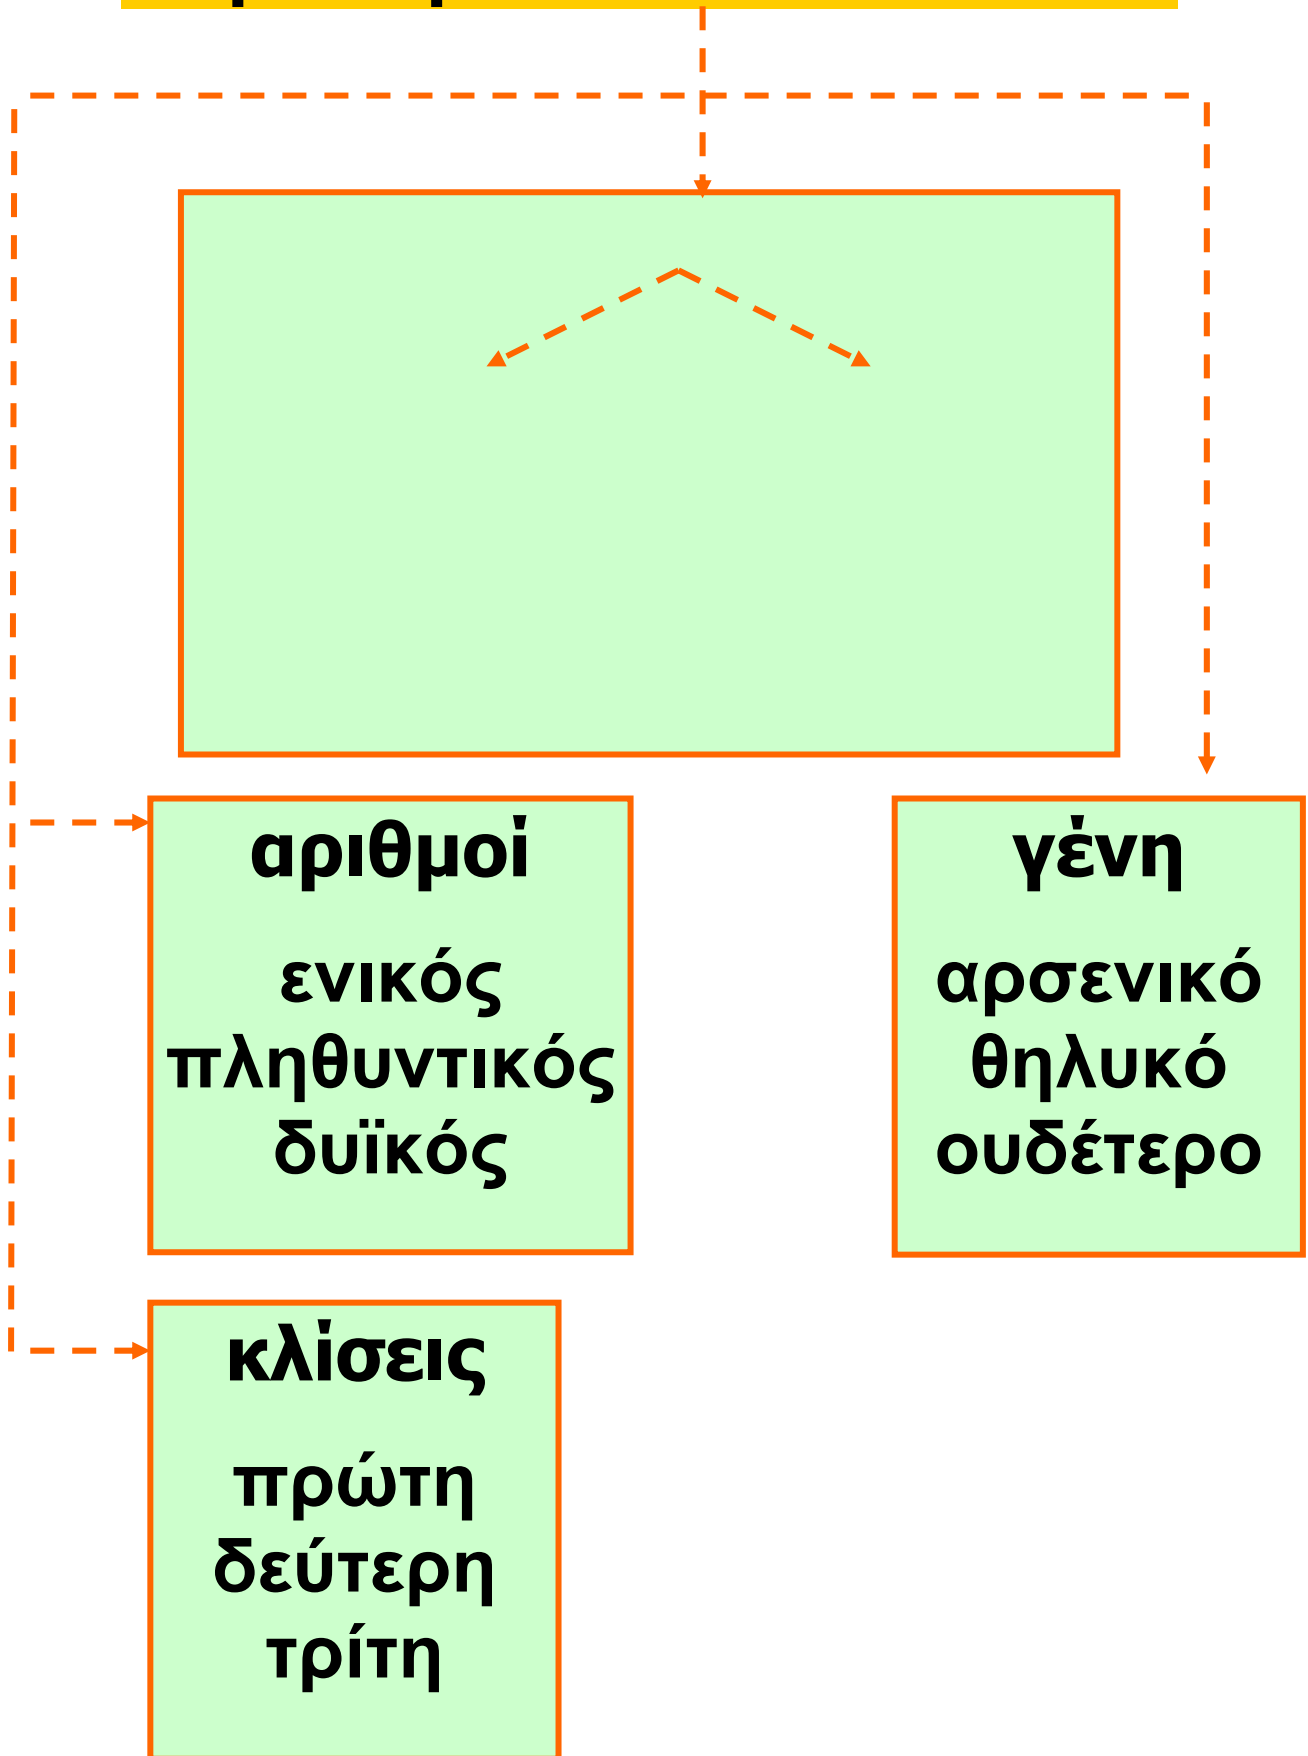 αριθμοί
ενικός
πληθυντικός
δυϊκός
γένη
αρσενικό
θηλυκό
ουδέτερο
κλίσεις
πρώτη
δεύτερη
τρίτη